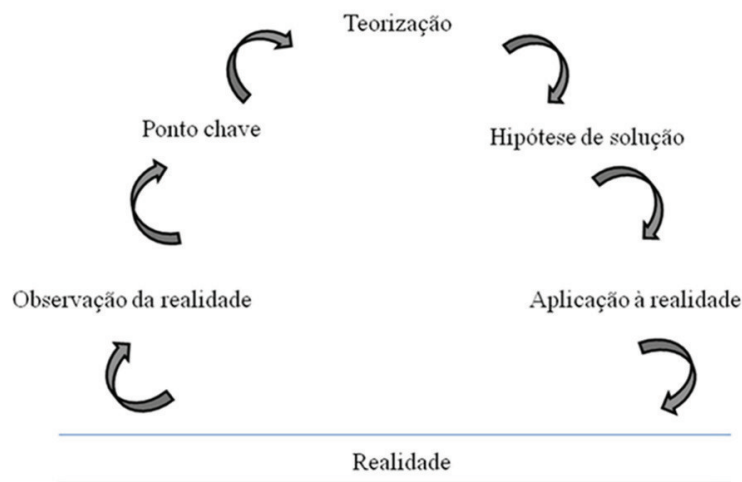 Teorização
Ponto chave
Hipótese de solução
Observação da realidade
Aplicação à realidade
Realidade